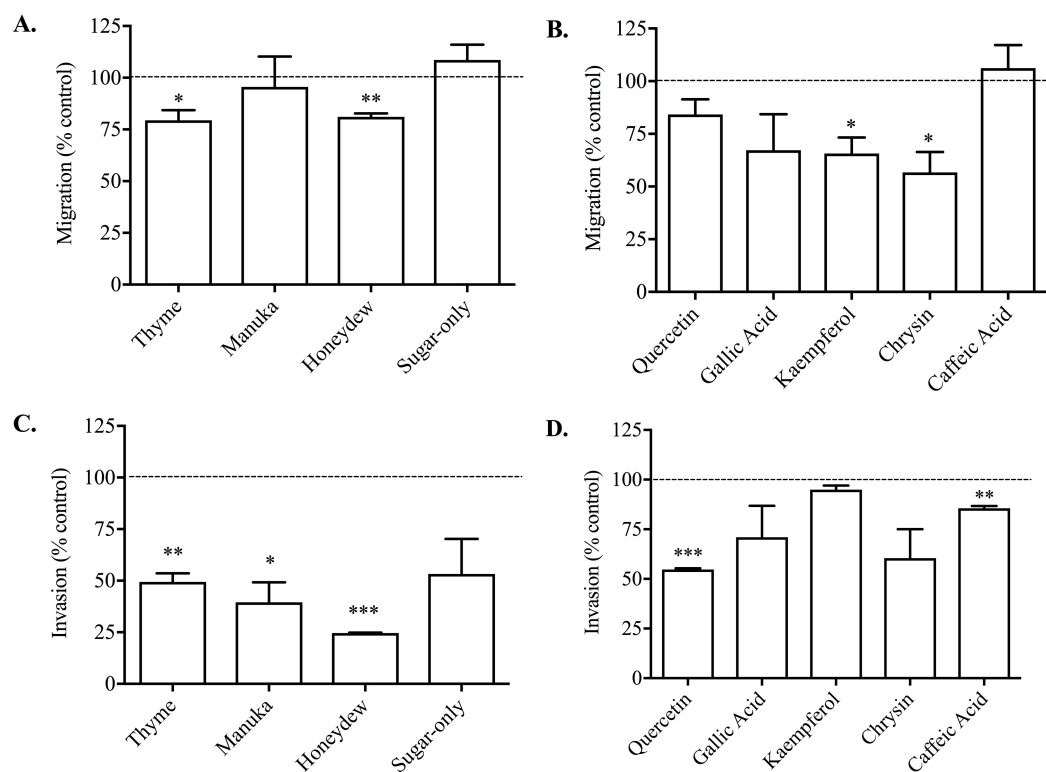 A.
Migration (% control)
125
100
75
50
25
0
*
**
Thyme
Manuka
Honeydew
Sugar-only
B.
Migration (% control)
125
100
75
50
25
0
*
*
Quercetin
Gallic Acid
Kaempferol
Chrysin
Caffeic Acid
C.
Invasion (% control)
125
100
75
50
25
0
**
*
***
Thyme
Manuka
Honeydew
Sugar-only
D.
Invasion (% control)
125
100
75
50
25
0
***
**
Quercetin
Gallic Acid
Kaempferol
Chrysin
Caffeic Acid